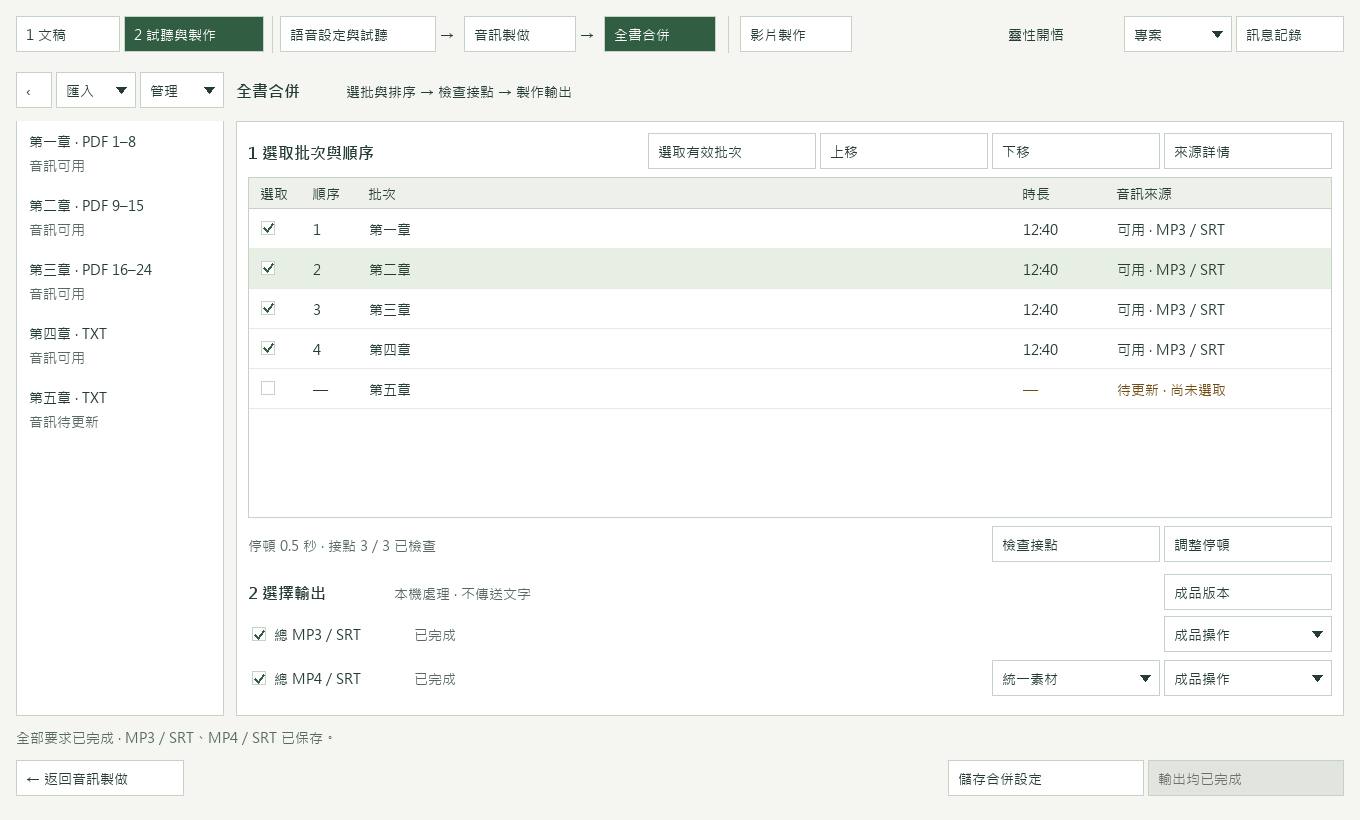 1 文稿 2 試聽與製作 語音設定與試聽 → 音訊製做 → 全書合併 影片製作 靈性開悟 專案 訊息記錄
‹ 匯入 管理 全書合併 選批與排序 → 檢查接點 → 製作輸出
第一章 · PDF 1–8
音訊可用
第二章 · PDF 9–15
音訊可用
第三章 · PDF 16–24
音訊可用
第四章 · TXT
音訊可用
第五章 · TXT
音訊待更新
1 選取批次與順序 選取有效批次 上移 下移 來源詳情
選取 順序 批次 時長 音訊來源
1 第一章 12:40 可用 · MP3 / SRT
2 第二章 12:40 可用 · MP3 / SRT
3 第三章 12:40 可用 · MP3 / SRT
4 第四章 12:40 可用 · MP3 / SRT
— 第五章 — 待更新 · 尚未選取
停頓 0.5 秒 · 接點 3 / 3 已檢查 檢查接點 調整停頓
2 選擇輸出 本機處理 · 不傳送文字 成品版本
總 MP3 / SRT 已完成 成品操作
總 MP4 / SRT 已完成 統一素材 成品操作
全部要求已完成 · MP3 / SRT、MP4 / SRT 已保存。
← 返回音訊製做 儲存合併設定 輸出均已完成